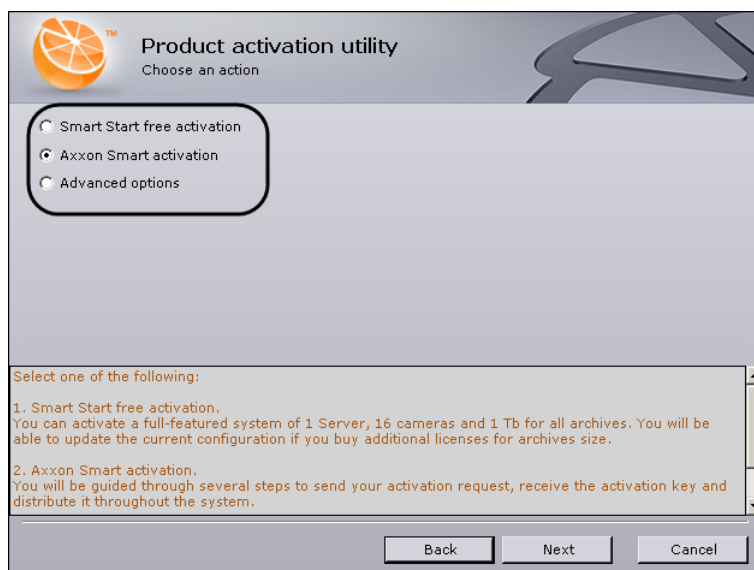 TM
Product activation utility
Choose an action
Smart Start free activation
Axxon Smart activation
Advanced options
Select one of the following:
1. Smart Start free activation.
You can activate a full-featured system of 1 Server, 16 cameras and 1 Tb for all archives. You will be
able to update the current configuration if you buy additional licenses for archives size.
2. Axxon Smart activation.
You will be guided through several steps to send your activation request, receive the activation key and
distribute it throughout the system.
Back
Next
Cancel